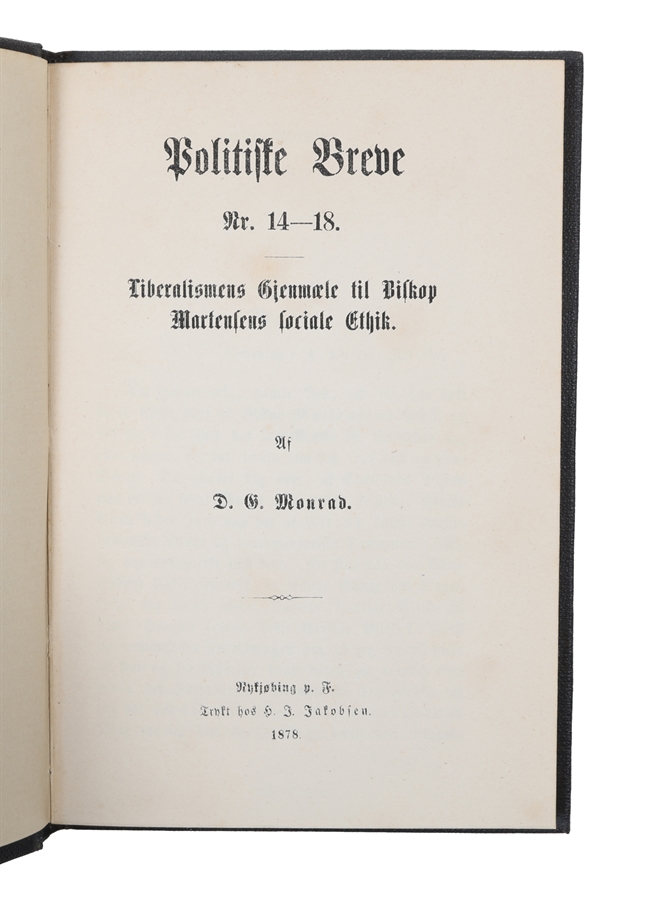 Politiske Breve
Nr. 14—18.
Liberalismens Gjenmæle til Biskop
Martensens sociale Ethik.
Af
D. G. Monrad.
Nykjøbing p. F.
Trykt hos H. J. Jakobsen.
1878.